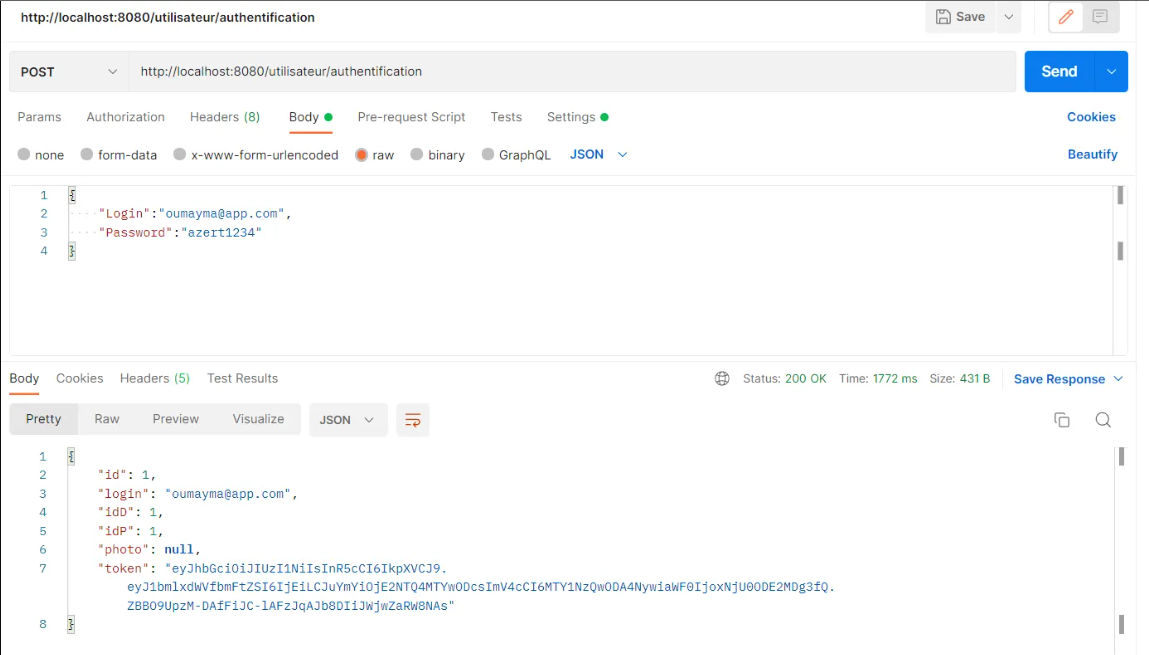 http://localhost:8080/utilisateur/authentification
Save
POST
http://localhost:8080/utilisateur/authentification
Send
Params Authorization Headers (8) Body Pre-request Script Tests Settings Cookies
none form-data x-www-form-urlencoded raw binary GraphQL JSON Beautify
1 {
2 "Login":"oumayma@app.com",
3 "Password":"azert1234"
4 }
Body Cookies Headers (5) Test Results Status: 200 OK Time: 1772 ms Size: 431 B Save Response
Pretty Raw Preview Visualize JSON
1 {
2 "id": 1,
3 "login": "oumayma@app.com",
4 "idD": 1,
5 "idP": 1,
6 "photo": null,
7 "token": "eyJhbGciOiJIUzI1NiIsInR5cCI6IkpXVCJ9.
eyJ1bmlxdWVfbmFtZSI6IjEiLCJuYmYiOjE2NTQ4MTYwODcsImV4cCI6MTY1NzQwODA4NywiaWF0IjoxNjU0ODE2MDg3fQ.
ZBBO9UpzM-DAfFiJC-lAFzJqAJb8DIiJWjwZaRW8NAs"
8 }